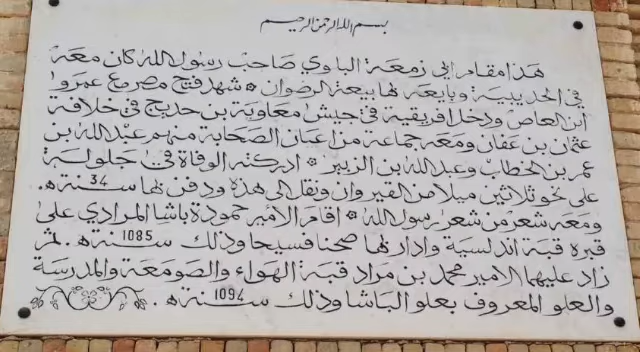 بسم الله الرحمن الرحيم
هذا مقام ابي زمعة البلوي صاحب رسول الله كان معه
في الحديبية وبايعه بها بيعة الرضوان * شهد فتح مصر مع عمرو
ابن العاص ودخل افريقية في جيش معاوية بن حديج في خلافة
عثمان بن عفان ومعه جماعة من اعيان الصحابة منهم عبد الله بن
عمر بن الخطاب وعبد الله بن الزبير * ادركته الوفاة في جلولة
على نحو ثلاثين ميلا من القيروان ونقل الى هذه ودفن بها سنة 34 ه.
ومعه شعر من شعر رسول الله * اقام الامير حمودة باشا المرادي على
قبره قبة اندلسية وادار بها صحنا فسيحا وذلك سنة 1085 ه. ثم
زاد عليهما الامير محمد بن مراد قبة الهواء والصومعة والمدرسة
والعلو المعروف بعلو الباشا وذلك سنة 1094 ه.